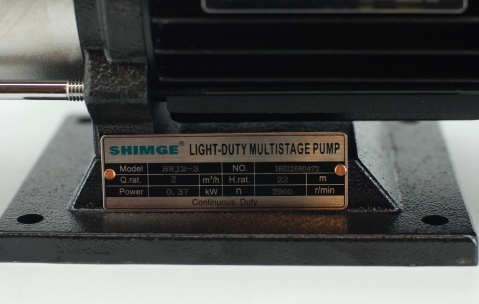 SHIMGE® LIGHT-DUTY MULTISTAGE PUMP
Model BWJ2-3 NO. 16012680472
Q.rat. 2 m³/h H.rat. 22 m
Power 0.37 kW n 2900 r/min
Continuous Duty